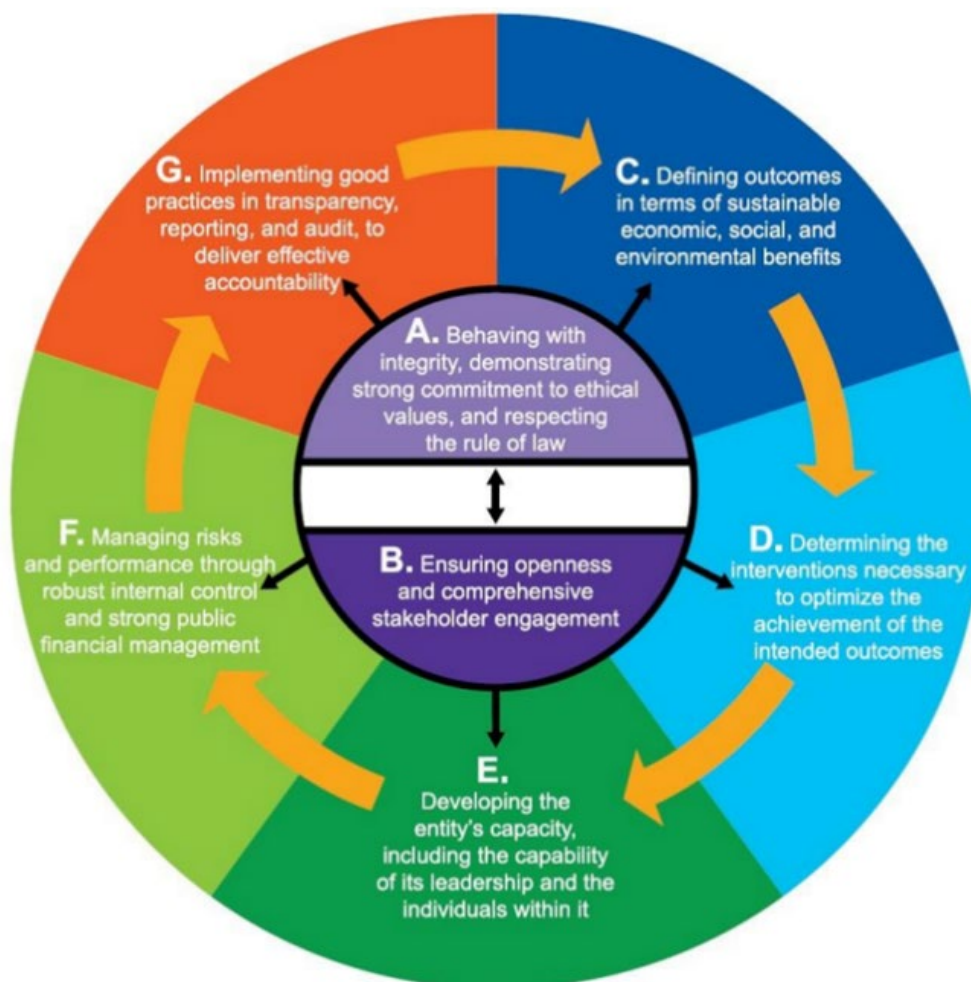 A. Behaving with
integrity, demonstrating
strong commitment to ethical
values, and respecting
the rule of law
B. Ensuring openness
and comprehensive
stakeholder engagement
C. Defining outcomes
in terms of sustainable
economic, social, and
environmental benefits
D. Determining the
interventions necessary
to optimize the
achievement of the
intended outcomes
E.
Developing the
entity's capacity,
including the capability
of its leadership and the
individuals within it
F. Managing risks
and performance through
robust internal control
and strong public
financial management
G. Implementing good
practices in transparency,
reporting, and audit, to
deliver effective
accountability